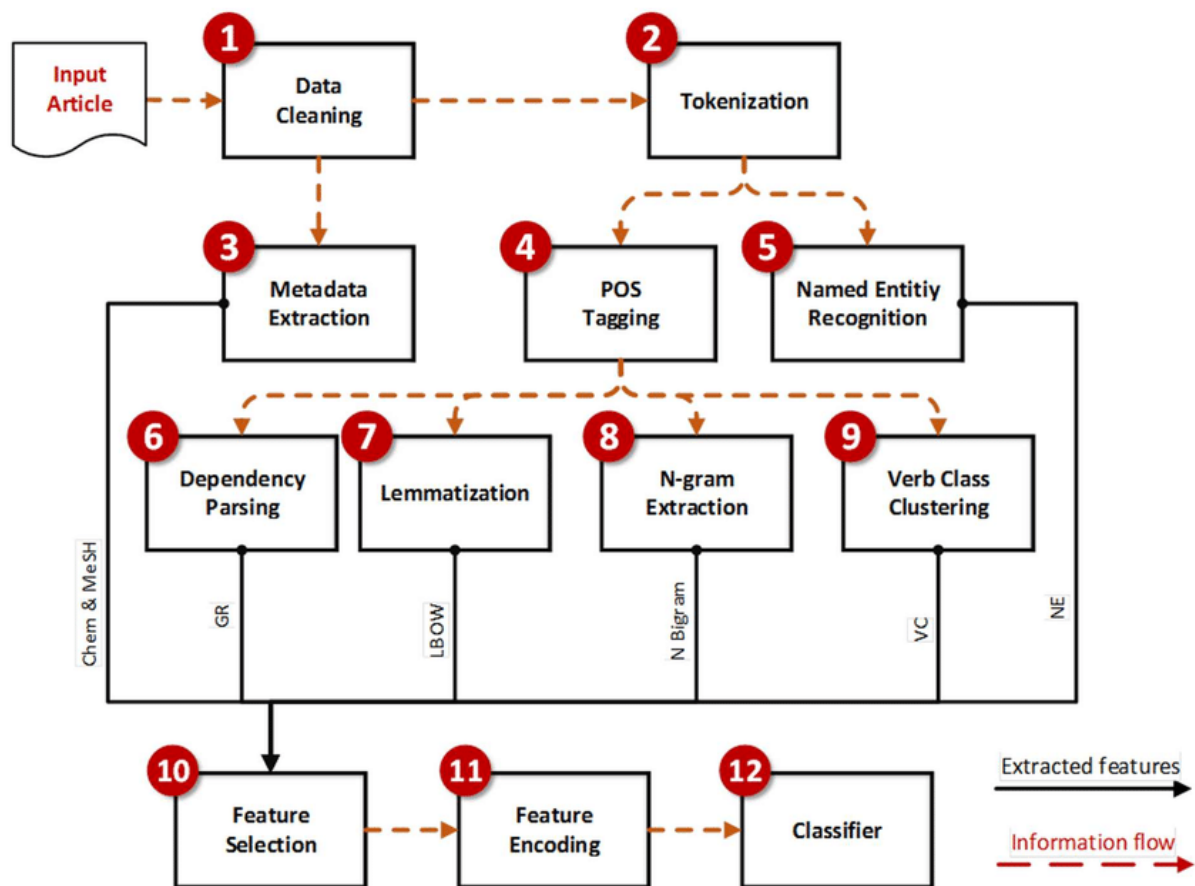 Input
Article
1
Data
Cleaning
2
Tokenization
3
Metadata
Extraction
4
POS
Tagging
5
Named Entitiy
Recognition
6
Dependency
Parsing
7
Lemmatization
8
N-gram
Extraction
9
Verb Class
Clustering
Chem & MeSH
GR
LBOW
N Bigram
VC
NE
10
Feature
Selection
11
Feature
Encoding
12
Classifier
Extracted features
Information flow